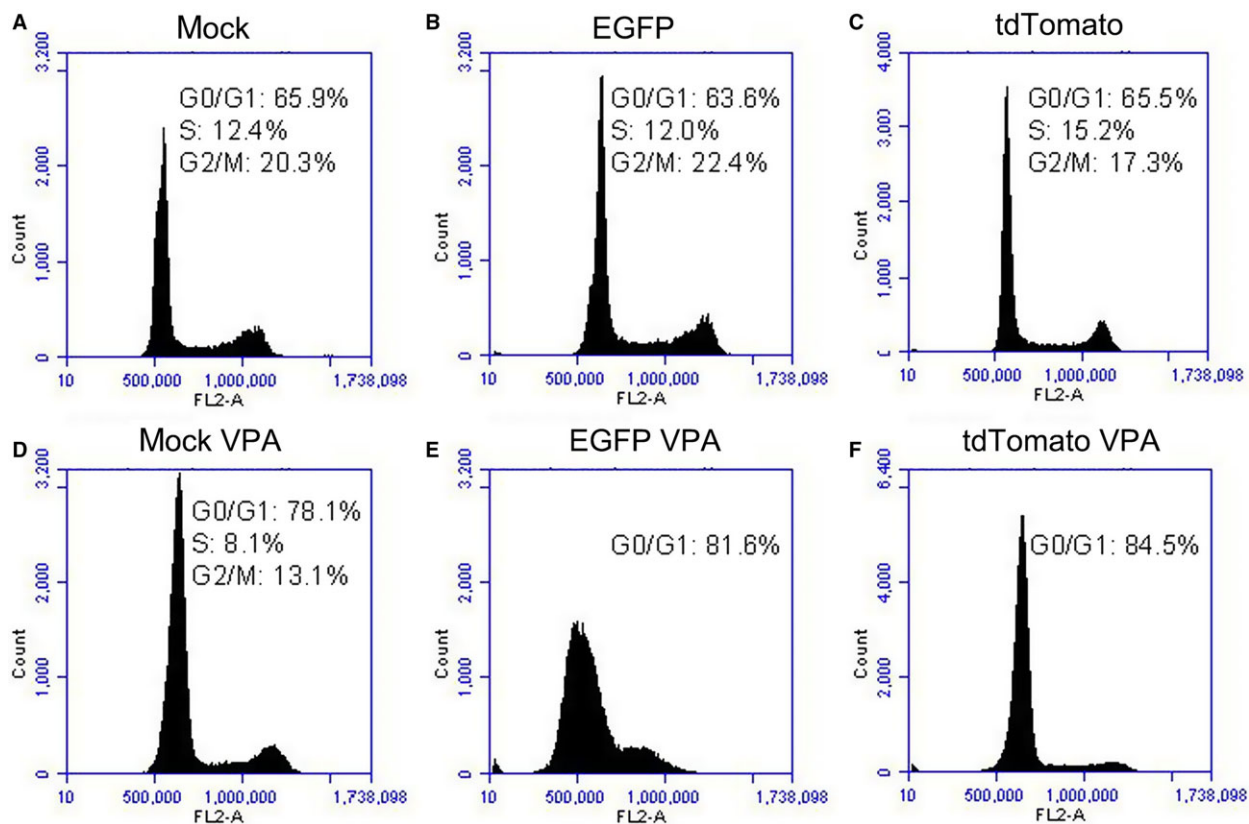 A
Mock
3,200
2,000
1,000
0
Count
G0/G1: 65.9%
S: 12.4%
G2/M: 20.3%
10
500,000
1,000,000
1,738,098
FL2-A
B
EGFP
3,200
2,000
1,000
0
Count
G0/G1: 63.6%
S: 12.0%
G2/M: 22.4%
10
500,000
1,000,000
1,738,098
FL2-A
C
tdTomato
4,000
3,000
2,000
1,000
0
Count
G0/G1: 65.5%
S: 15.2%
G2/M: 17.3%
10
500,000
1,000,000
1,738,098
FL2-A
D
Mock VPA
3,200
2,000
1,000
0
Count
G0/G1: 78.1%
S: 8.1%
G2/M: 13.1%
10
500,000
1,000,000
1,738,098
FL2-A
E
EGFP VPA
3,200
2,000
1,000
0
Count
G0/G1: 81.6%
10
500,000
1,000,000
1,738,098
FL2-A
F
tdTomato VPA
6,400
4,000
2,000
0
Count
G0/G1: 84.5%
10
500,000
1,000,000
1,738,098
FL2-A